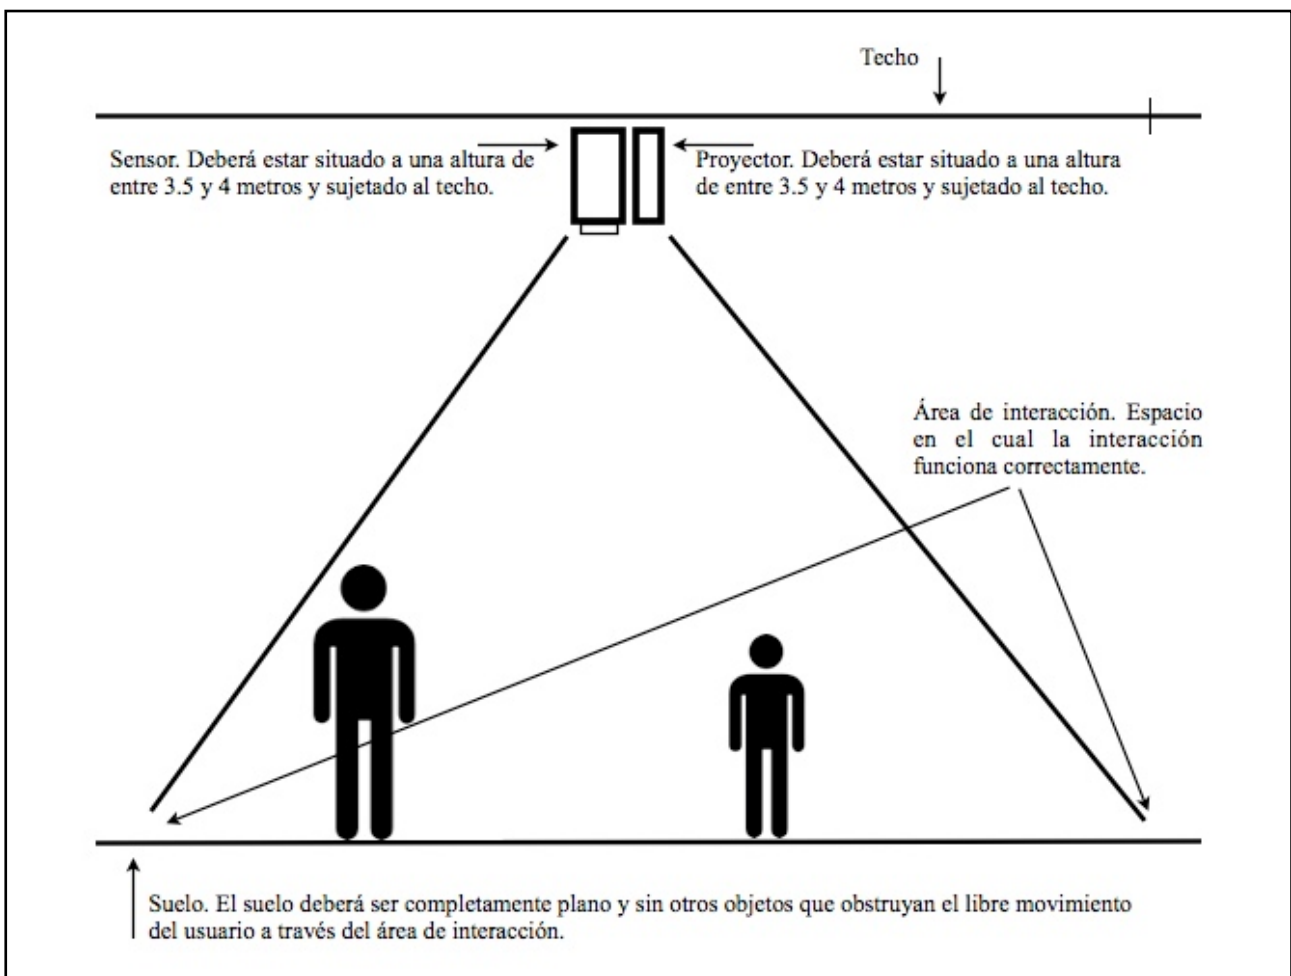 Techo
Sensor. Deberá estar situado a una altura de
entre 3.5 y 4 metros y sujetado al techo.
Proyector. Deberá estar situado a una altura
de entre 3.5 y 4 metros y sujetado al techo.
Área de interacción. Espacio
en el cual la interacción
funciona correctamente.
Suelo. El suelo deberá ser completamente plano y sin otros objetos que obstruyan el libre movimiento
del usuario a través del área de interacción.